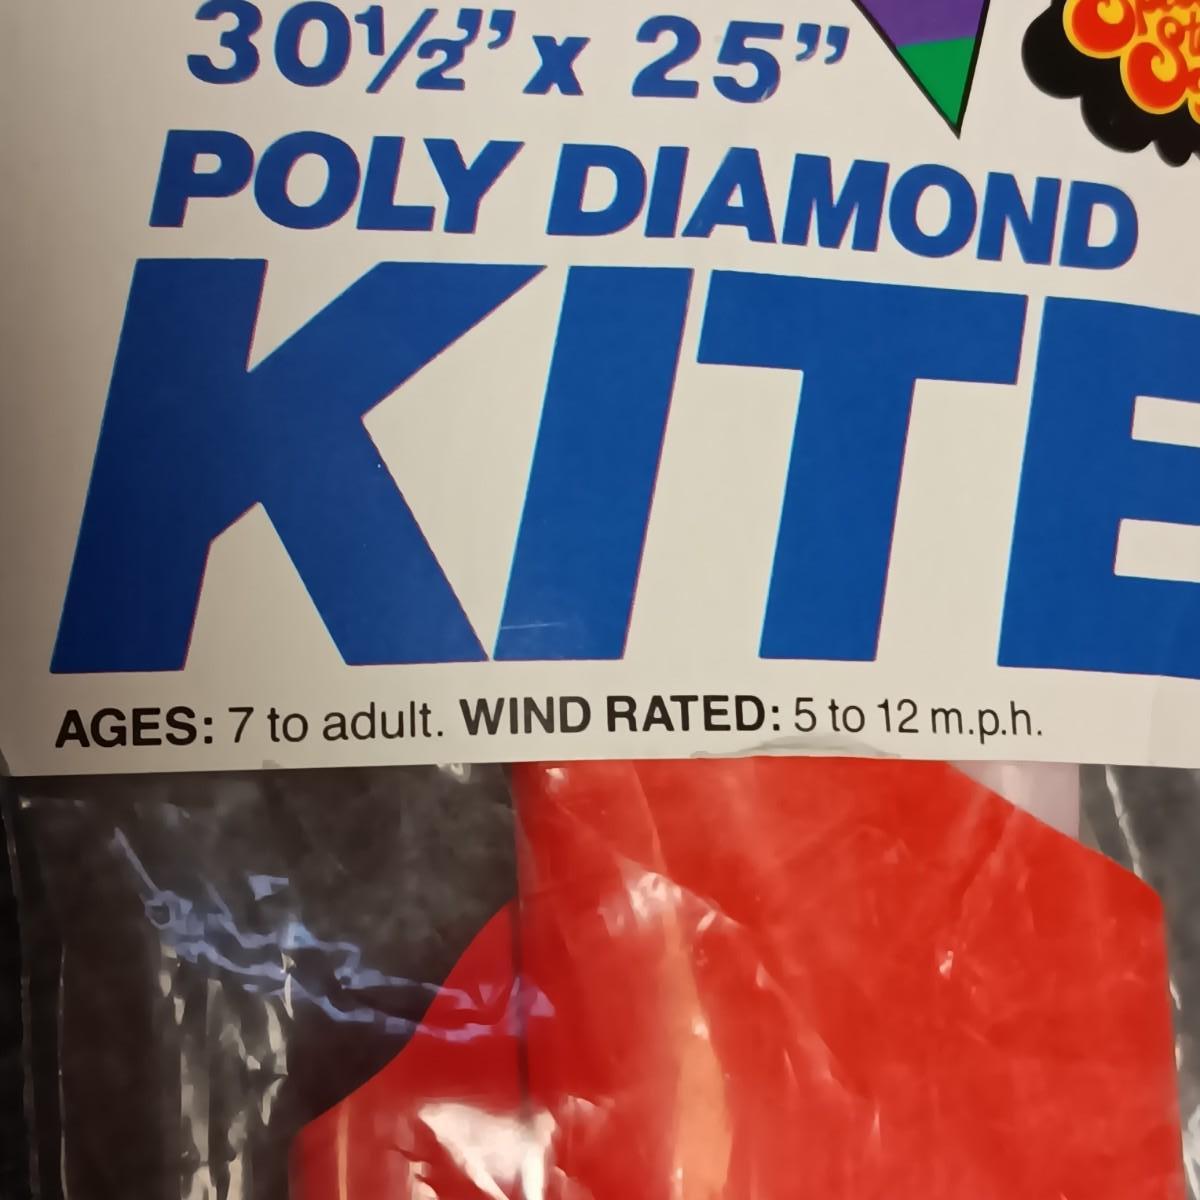 30½" x 25"
POLY DIAMOND
KITE
AGES: 7 to adult. WIND RATED: 5 to 12 m.p.h.